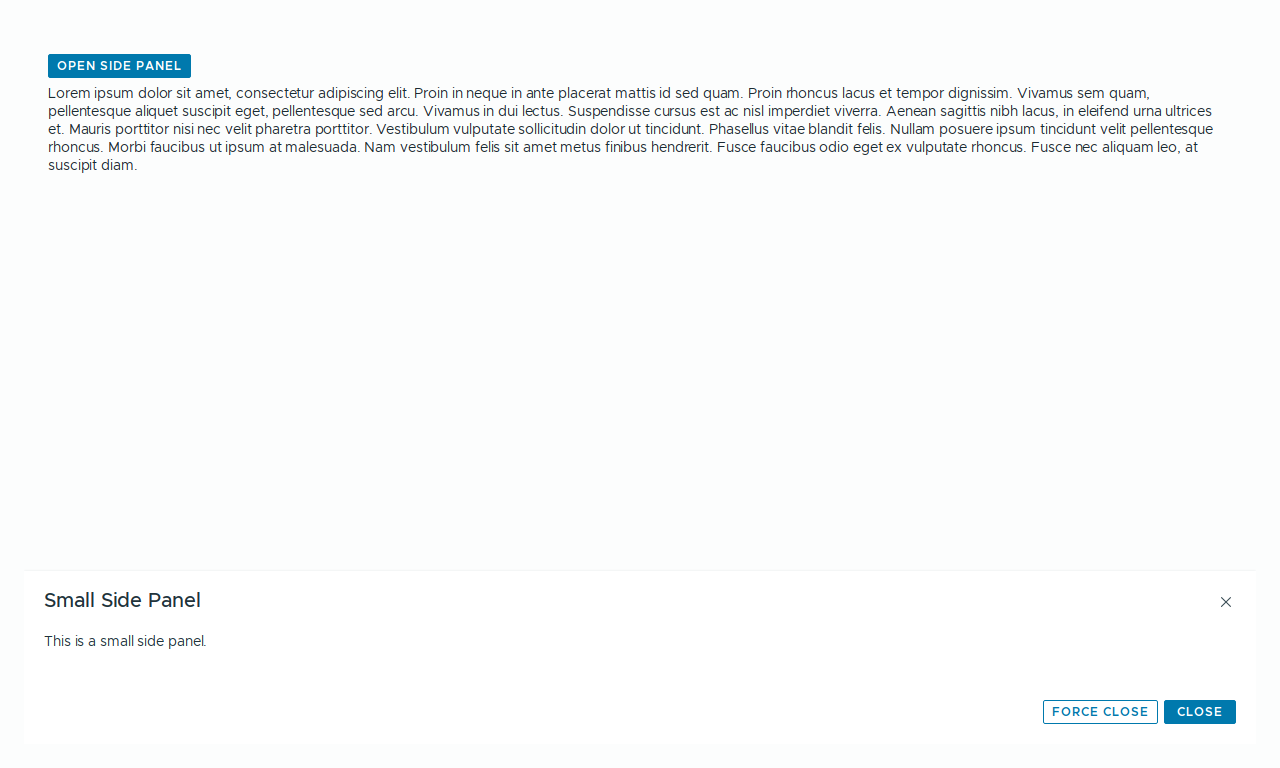 OPEN SIDE PANEL
Lorem ipsum dolor sit amet, consectetur adipiscing elit. Proin in neque in ante placerat mattis id sed quam. Proin rhoncus lacus et tempor dignissim. Vivamus sem quam,
pellentesque aliquet suscipit eget, pellentesque sed arcu. Vivamus in dui lectus. Suspendisse cursus est ac nisl imperdiet viverra. Aenean sagittis nibh lacus, in eleifend urna ultrices
et. Mauris porttitor nisi nec velit pharetra porttitor. Vestibulum vulputate sollicitudin dolor ut tincidunt. Phasellus vitae blandit felis. Nullam posuere ipsum tincidunt velit pellentesque
rhoncus. Morbi faucibus ut ipsum at malesuada. Nam vestibulum felis sit amet metus finibus hendrerit. Fusce faucibus odio eget ex vulputate rhoncus. Fusce nec aliquam leo, at
suscipit diam.
Small Side Panel
This is a small side panel.
FORCE CLOSE
CLOSE